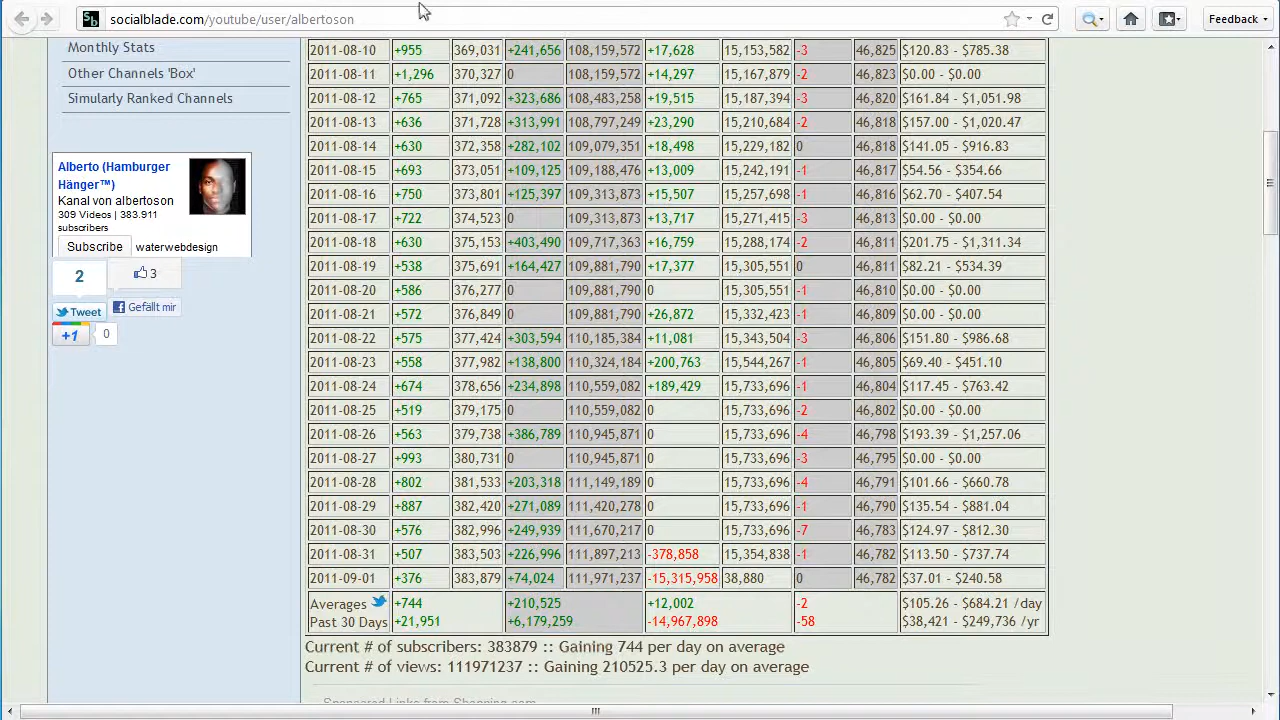 socialblade.com/youtube/user/albertoson
Feedback
Monthly Stats
Other Channels 'Box'
Simularly Ranked Channels
Alberto (Hamburger
Hänger™)
Kanal von albertoson
309 Videos | 383.911
subscribers
Subscribe waterwebdesign
2
3
Tweet
Gefällt mir
+1
0
2011-08-10 +955 369,031 +241,656 108,159,572 +17,628 15,153,582 -3 46,825 $120.83 - $785.38
2011-08-11 +1,296 370,327 0 108,159,572 +14,297 15,167,879 -2 46,823 $0.00 - $0.00
2011-08-12 +765 371,092 +323,686 108,483,258 +19,515 15,187,394 -3 46,820 $161.84 - $1,051.98
2011-08-13 +636 371,728 +313,991 108,797,249 +23,290 15,210,684 -2 46,818 $157.00 - $1,020.47
2011-08-14 +630 372,358 +282,102 109,079,351 +18,498 15,229,182 0 46,818 $141.05 - $916.83
2011-08-15 +693 373,051 +109,125 109,188,476 +13,009 15,242,191 -1 46,817 $54.56 - $354.66
2011-08-16 +750 373,801 +125,397 109,313,873 +15,507 15,257,698 -1 46,816 $62.70 - $407.54
2011-08-17 +722 374,523 0 109,313,873 +13,717 15,271,415 -3 46,813 $0.00 - $0.00
2011-08-18 +630 375,153 +403,490 109,717,363 +16,759 15,288,174 -2 46,811 $201.75 - $1,311.34
2011-08-19 +538 375,691 +164,427 109,881,790 +17,377 15,305,551 0 46,811 $82.21 - $534.39
2011-08-20 +586 376,277 0 109,881,790 0 15,305,551 -1 46,810 $0.00 - $0.00
2011-08-21 +572 376,849 0 109,881,790 +26,872 15,332,423 -1 46,809 $0.00 - $0.00
2011-08-22 +575 377,424 +303,594 110,185,384 +11,081 15,343,504 -3 46,806 $151.80 - $986.68
2011-08-23 +558 377,982 +138,800 110,324,184 +200,763 15,544,267 -1 46,805 $69.40 - $451.10
2011-08-24 +674 378,656 +234,898 110,559,082 +189,429 15,733,696 -1 46,804 $117.45 - $763.42
2011-08-25 +519 379,175 0 110,559,082 0 15,733,696 -2 46,802 $0.00 - $0.00
2011-08-26 +563 379,738 +386,789 110,945,871 0 15,733,696 -4 46,798 $193.39 - $1,257.06
2011-08-27 +993 380,731 0 110,945,871 0 15,733,696 -3 46,795 $0.00 - $0.00
2011-08-28 +802 381,533 +203,318 111,149,189 0 15,733,696 -4 46,791 $101.66 - $660.78
2011-08-29 +887 382,420 +271,089 111,420,278 0 15,733,696 -1 46,790 $135.54 - $881.04
2011-08-30 +576 382,996 +249,939 111,670,217 0 15,733,696 -7 46,783 $124.97 - $812.30
2011-08-31 +507 383,503 +226,996 111,897,213 -378,858 15,354,838 -1 46,782 $113.50 - $737.74
2011-09-01 +376 383,879 +74,024 111,971,237 -15,315,958 38,880 0 46,782 $37.01 - $240.58
Averages +744 +210,525 +12,002 -2 $105.26 - $684.21 /day
Past 30 Days +21,951 +6,179,259 -14,967,898 -58 $38,421 - $249,736 /yr
Current # of subscribers: 383879 :: Gaining 744 per day on average
Current # of views: 111971237 :: Gaining 210525.3 per day on average
Sponsored Links from Shopping.com